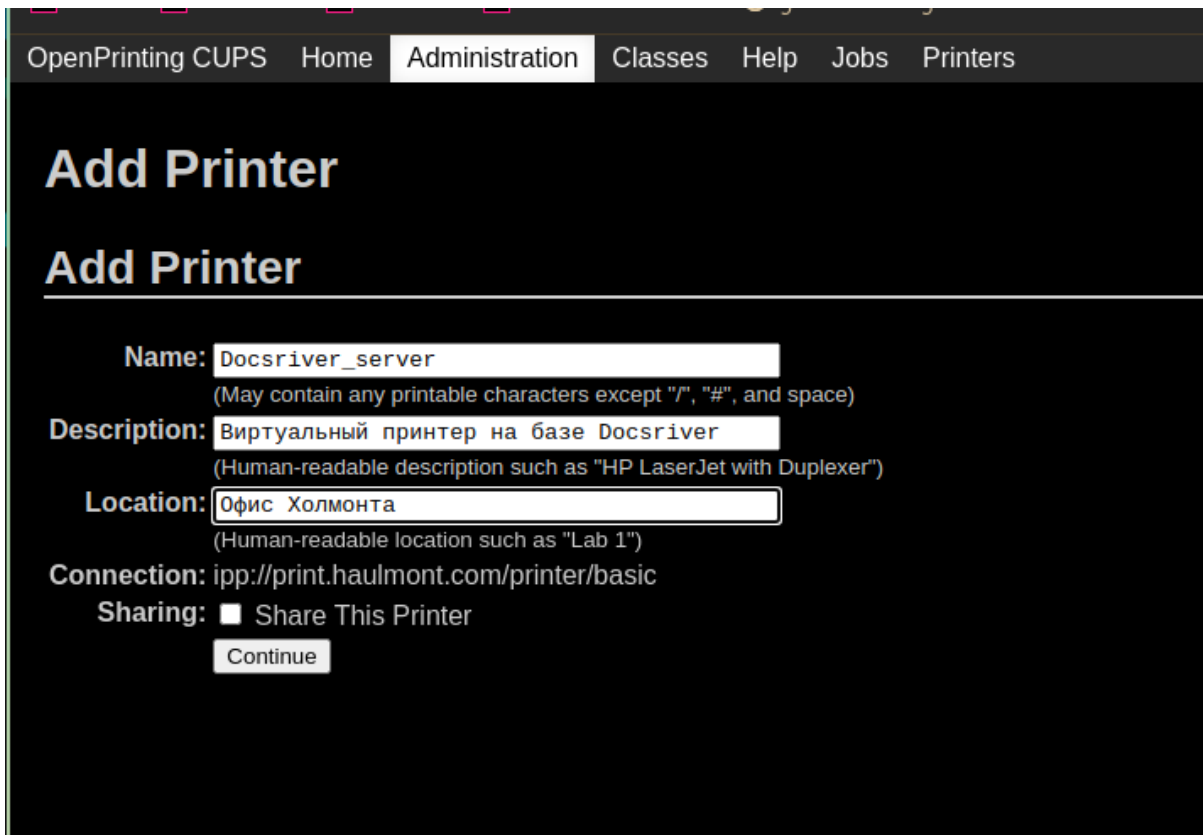 OpenPrinting CUPS Home Administration Classes Help Jobs Printers
Add Printer
Add Printer
Name: Docsriver_server
(May contain any printable characters except "/", "#", and space)
Description: Виртуальный принтер на базе Docsriver
(Human-readable description such as "HP LaserJet with Duplexer")
Location: Офис Холмонта
(Human-readable location such as "Lab 1")
Connection: ipp://print.haulmont.com/printer/basic
Sharing: Share This Printer
Continue